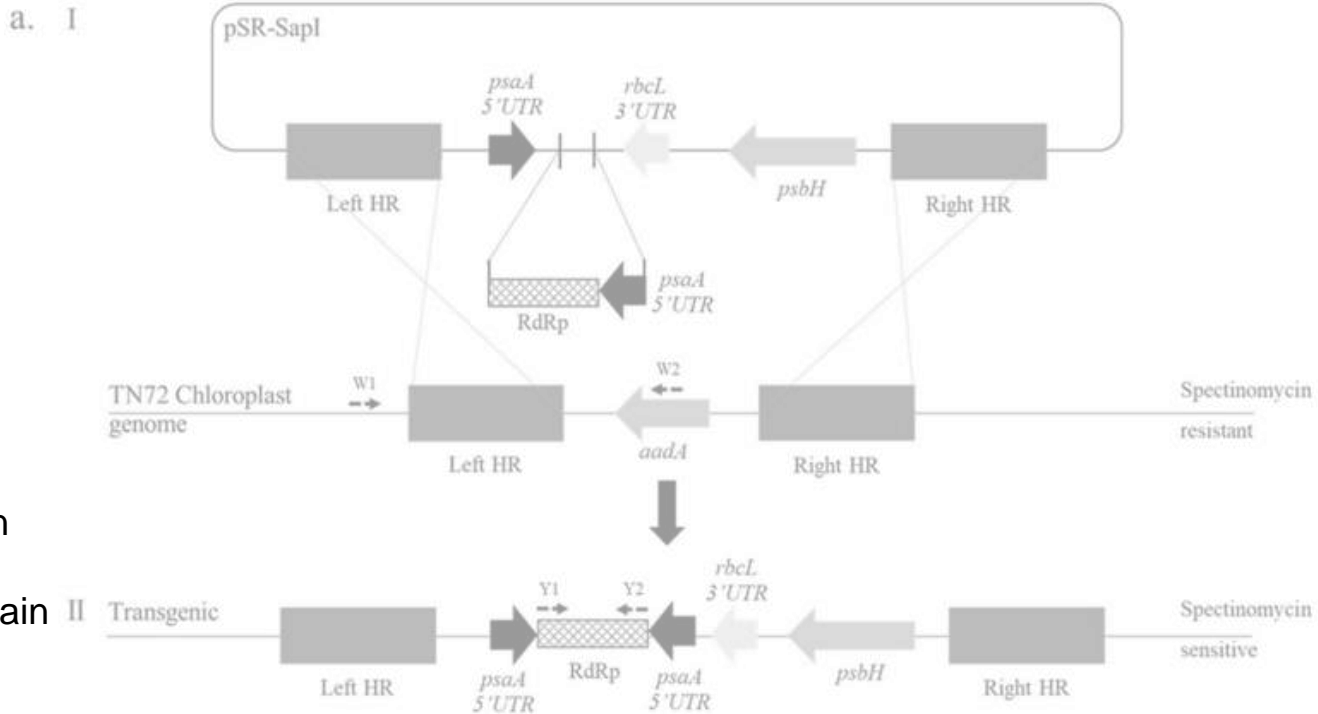 a. I
pSR-SapI
psaA
5'UTR
rbcL
3'UTR
psbH
Left HR
Right HR
psaA
5'UTR
RdRp
W1
W2
TN72 Chloroplast
genome
Spectinomycin
resistant
aadA
Left HR
Right HR
n
ain
II Transgenic
rbcL
3'UTR
Y1
Y2
Spectinomycin
sensitive
Left HR
psaA
5'UTR
RdRp
psaA
5'UTR
psbH
Right HR